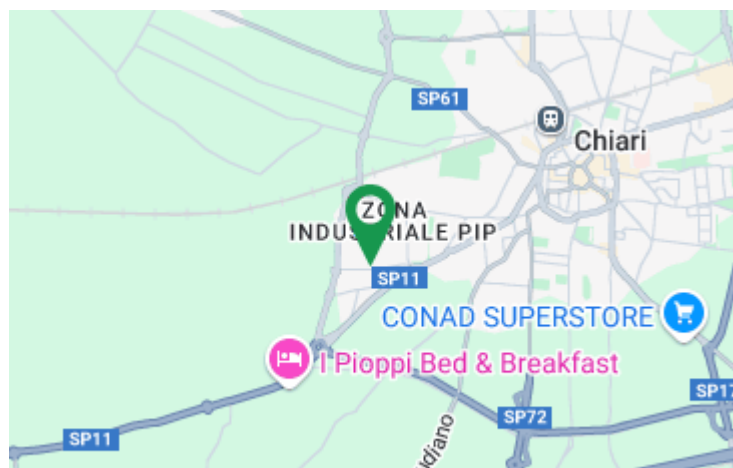 SP61
Chiari
ZONA
INDUSTRIALE PIP
SP11
CONAD SUPERSTORE
I Pioppi Bed & Breakfast
SP17
SP72
SP11